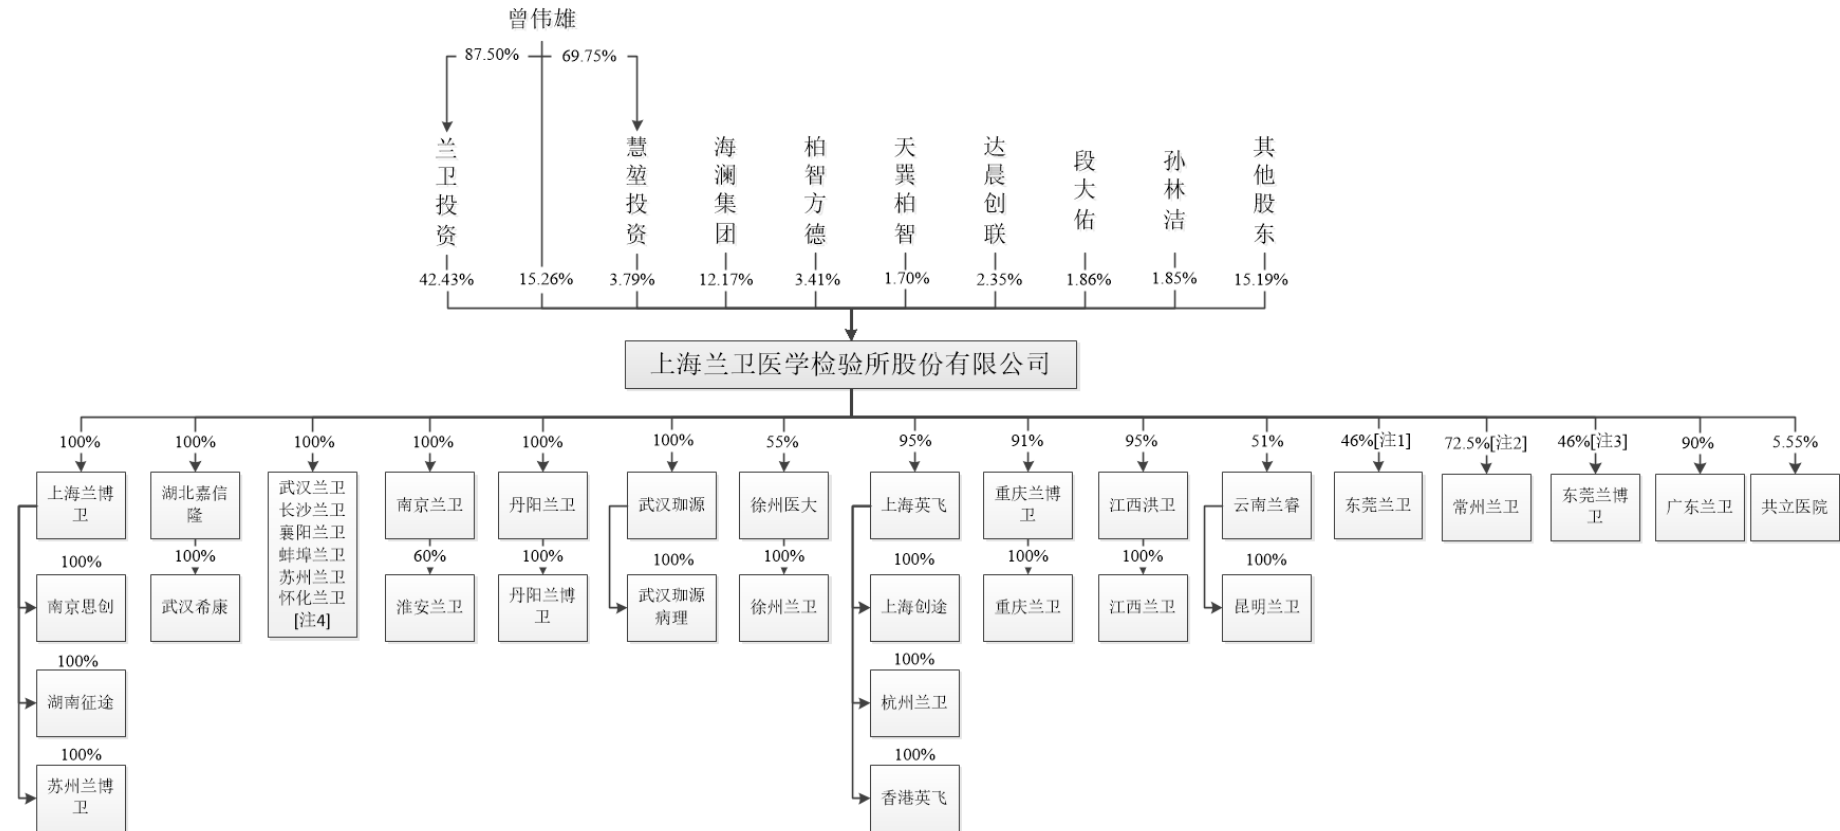 曾伟雄
87.50%
69.75%
兰卫投资
慧堃投资
海澜集团
柏智方德
天巽柏智
达晨创联
段大佑
孙林洁
其他股东
42.43%
15.26%
3.79%
12.17%
3.41%
1.70%
2.35%
1.86%
1.85%
15.19%
上海兰卫医学检验所股份有限公司
100%
100%
100%
100%
100%
100%
55%
95%
91%
95%
51%
46%[注1]
72.5%[注2]
46%[注3]
90%
5.55%
上海兰博
卫
湖北嘉信
隆
武汉兰卫
长沙兰卫
襄阳兰卫
蚌埠兰卫
苏州兰卫
怀化兰卫
[注4]
南京兰卫
丹阳兰卫
武汉珈源
徐州医大
上海英飞
重庆兰博
卫
江西洪卫
云南兰睿
东莞兰卫
常州兰卫
东莞兰博
卫
广东兰卫
共立医院
100%
100%
60%
100%
100%
100%
100%
100%
100%
100%
南京思创
武汉希康
淮安兰卫
丹阳兰博
卫
武汉珈源
病理
徐州兰卫
上海创途
重庆兰卫
江西兰卫
昆明兰卫
100%
100%
湖南征途
杭州兰卫
100%
100%
苏州兰博
卫
香港英飞